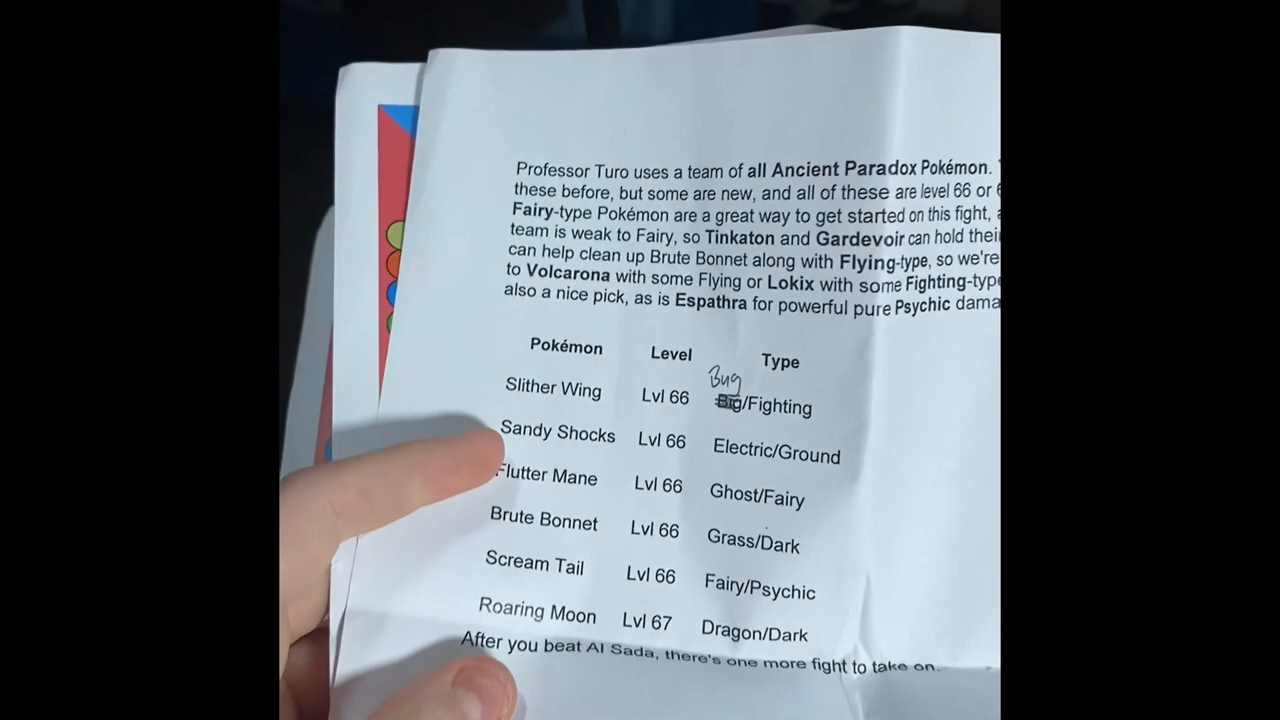 Professor Turo uses a team of all Ancient Paradox Pokémon.
these before, but some are new, and all of these are level 66 or
Fairy-type Pokémon are a great way to get started on this fight,
team is weak to Fairy, so Tinkaton and Gardevoir can hold
can help clean up Brute Bonnet along with Flying-type, so we're
to Volcarona with some Flying or Lokix with some Fighting-type
also a nice pick, as is Espathra for powerful pure Psychic
Pokémon Level Type
Bug
Slither Wing Lvl 66 Big/Fighting
Sandy Shocks Lvl 66 Electric/Ground
Flutter Mane Lvl 66 Ghost/Fairy
Brute Bonnet Lvl 66 Grass/Dark
Scream Tail Lvl 66 Fairy/Psychic
Roaring Moon Lvl 67 Dragon/Dark
After you beat AI Sada, there's one more fight to take on.